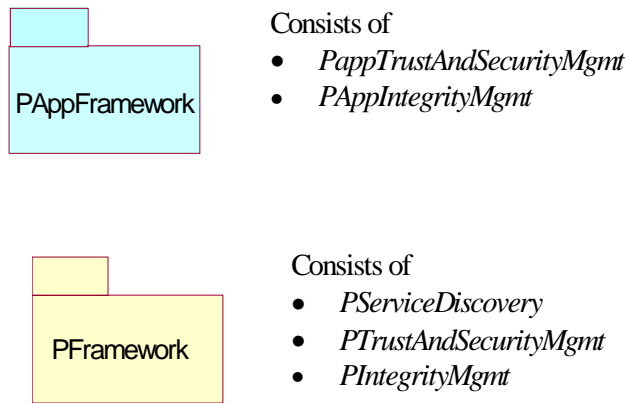 Consists of
• PappTrustAndSecurityMgmt
PAppFramework
• PAppIntegrityMgmt
Consists of
• PServiceDiscovery
PFramework
• PTrustAndSecurityMgmt
• PIntegrityMgmt